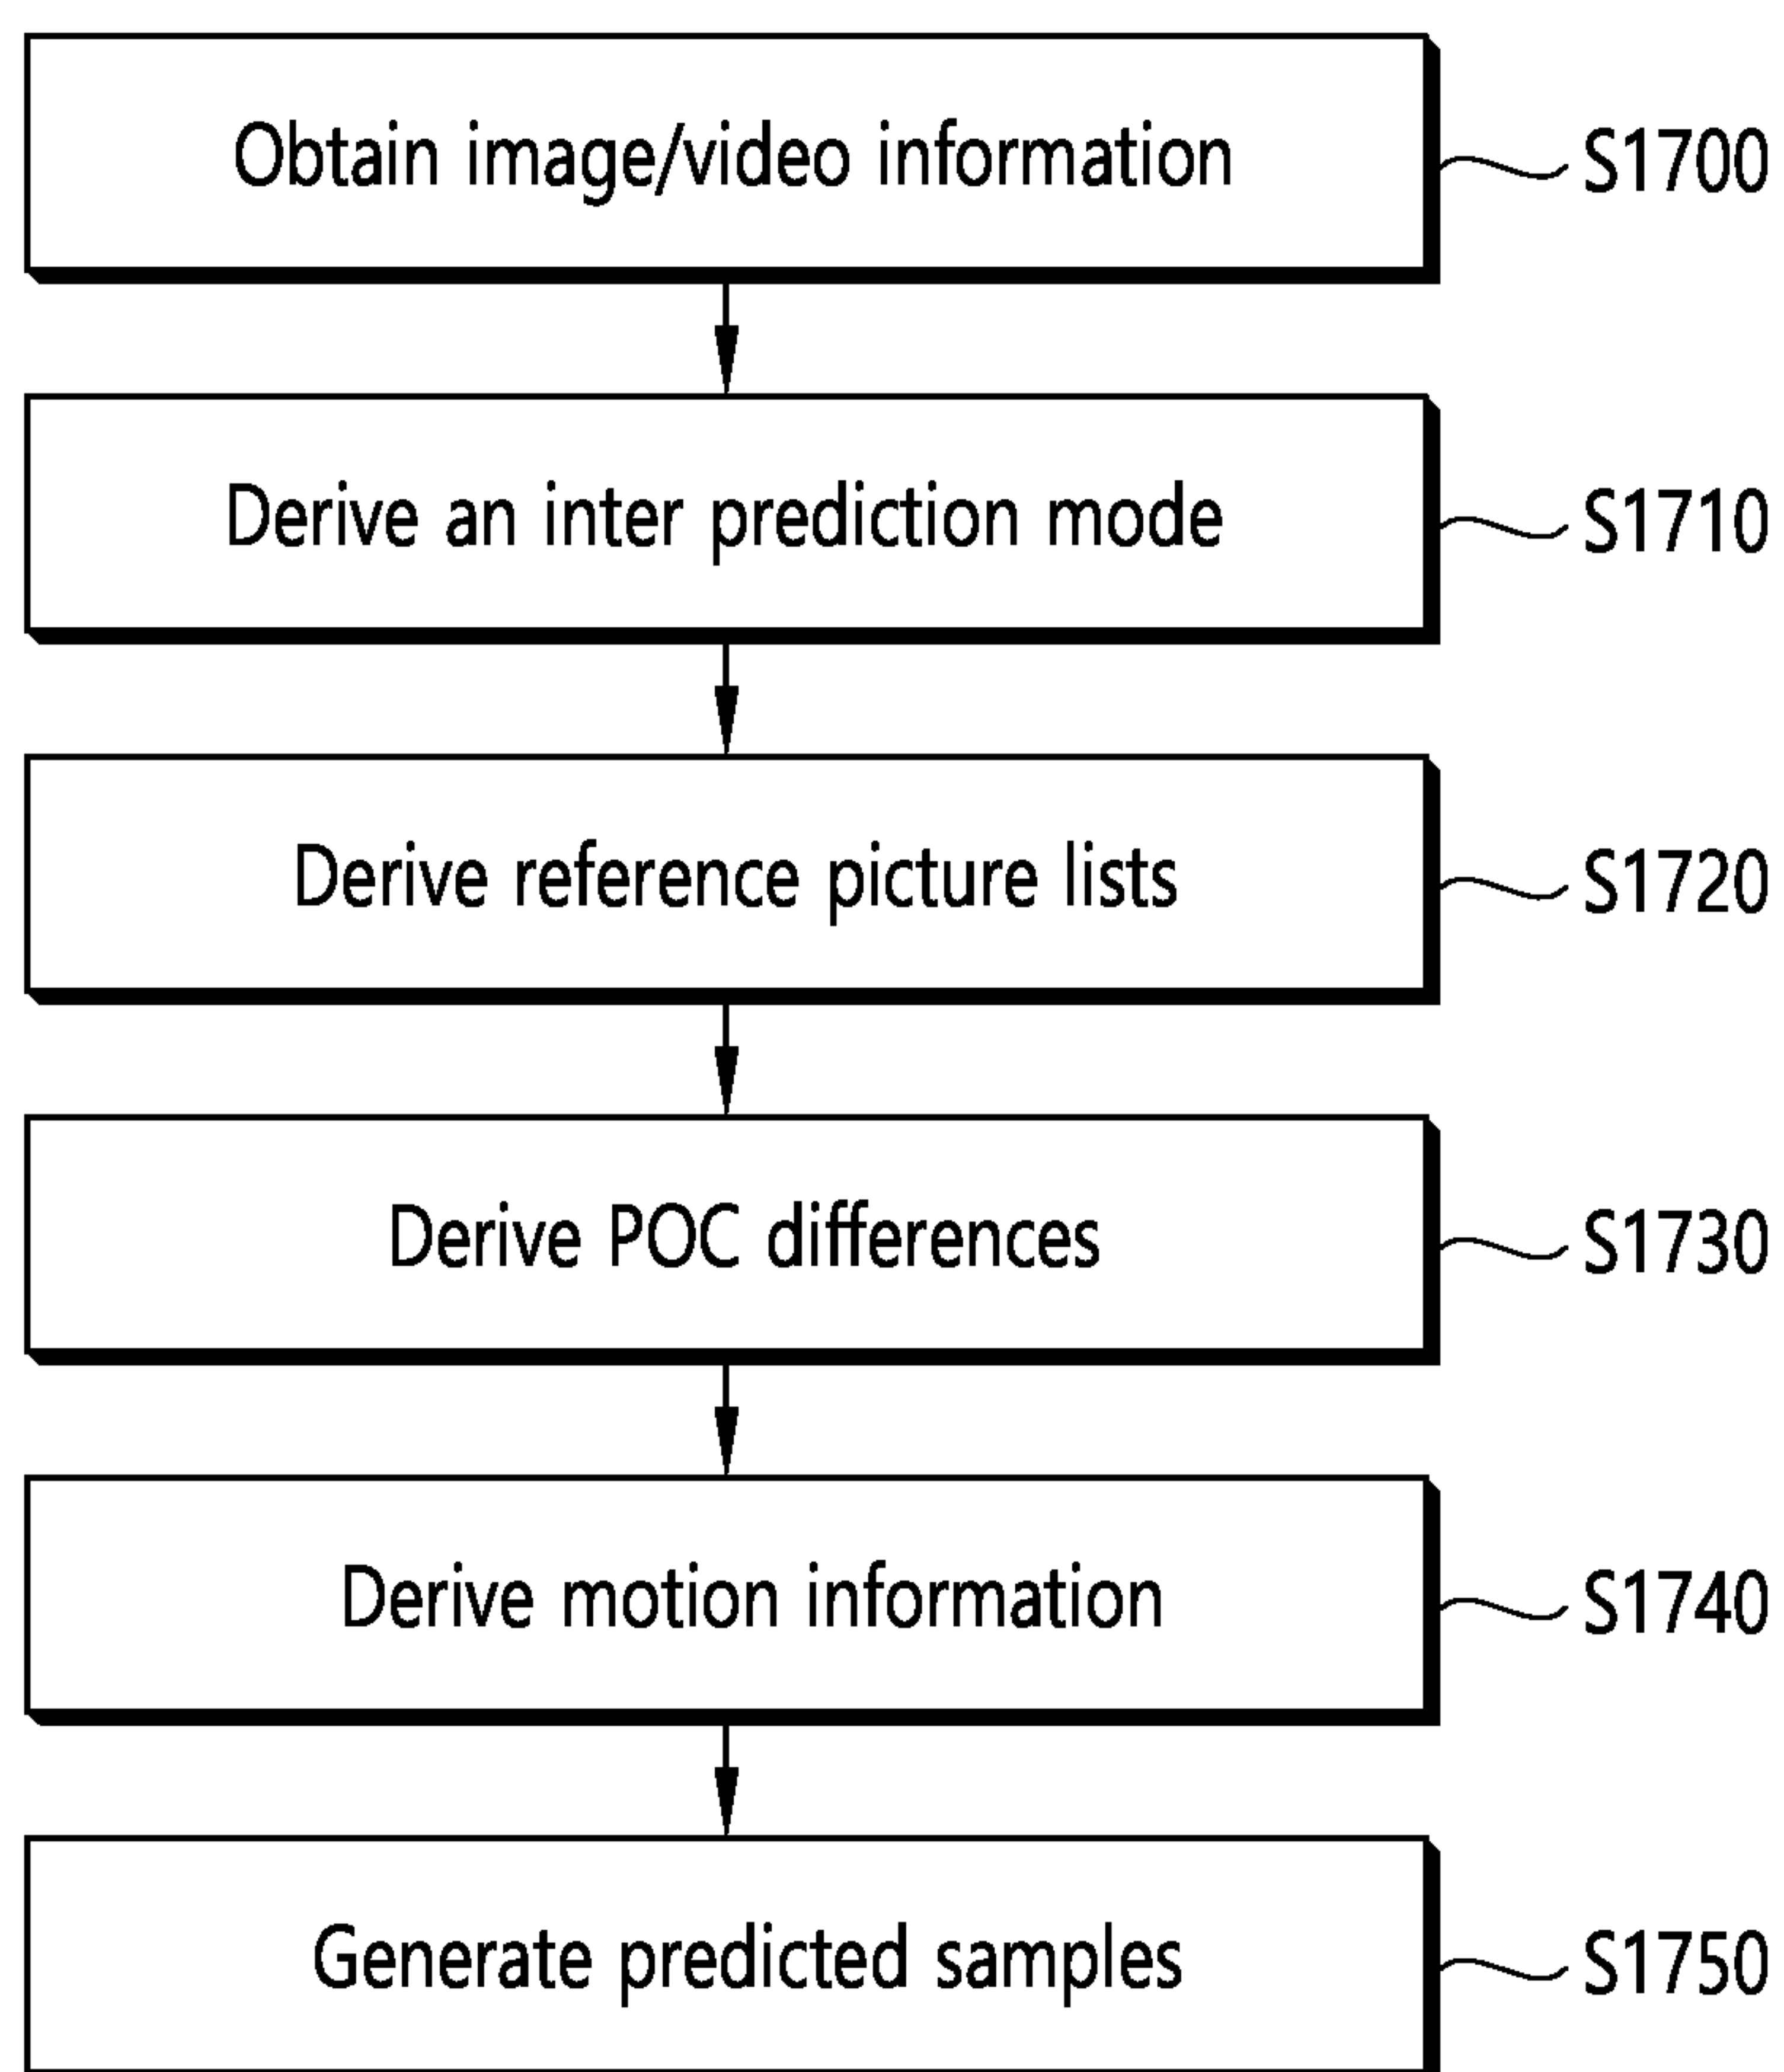 Obtain image/video information S1700
Derive an inter prediction mode S1710
Derive reference picture lists S1720
Derive POC differences S1730
Derive motion information S1740
Generate predicted samples S1750